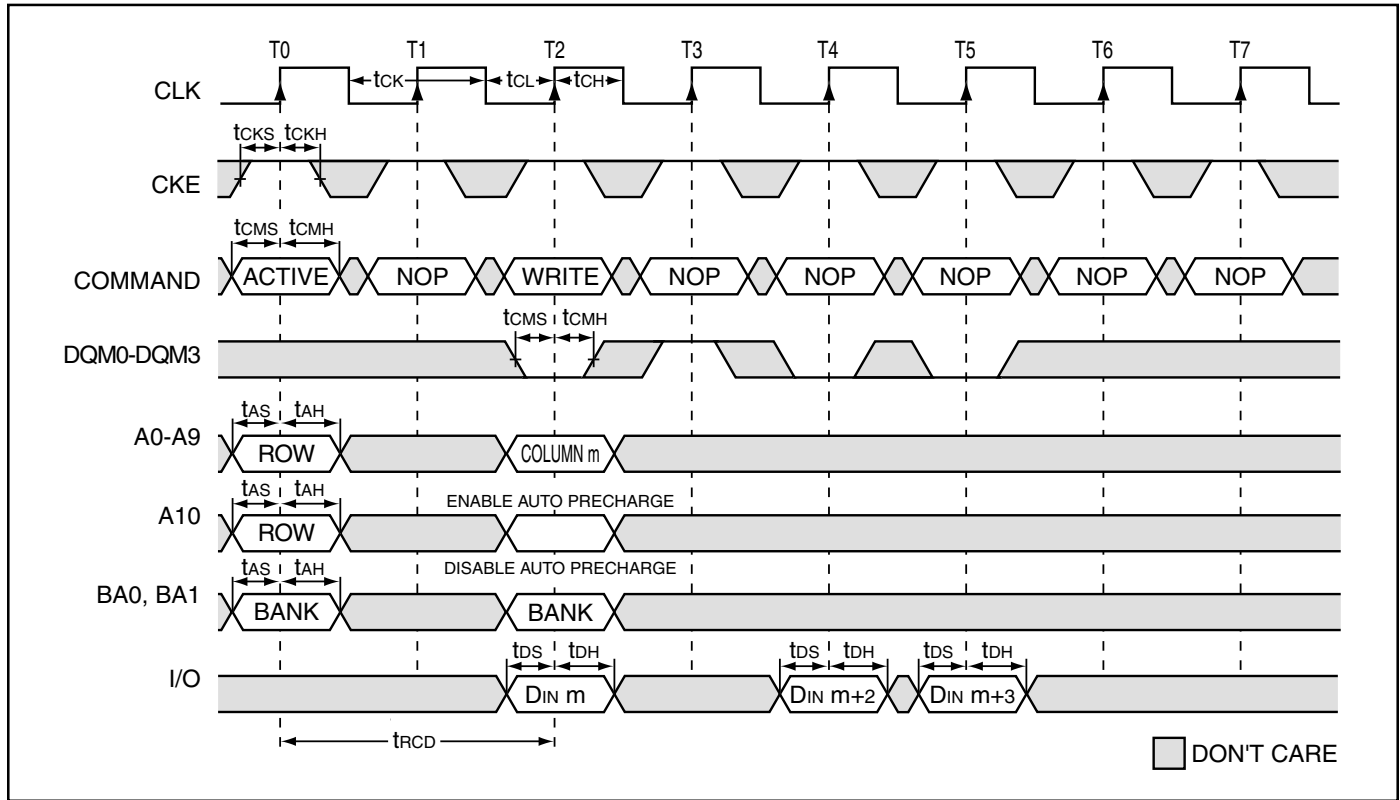 T0 T1 T2 T3 T4 T5 T6 T7
CLK tCK tCL tCH
tCKS tCKH
CKE
tCMS tCMH
COMMAND ACTIVE NOP WRITE NOP NOP NOP NOP NOP
tCMS tCMH
DQM0-DQM3
tAS tAH
A0-A9 ROW COLUMN m
tAS tAH ENABLE AUTO PRECHARGE
A10 ROW
tAS tAH DISABLE AUTO PRECHARGE
BA0, BA1 BANK BANK
tDS tDH tDS tDH tDS tDH
I/O DIN m DIN m+2 DIN m+3
tRCD
DON'T CARE